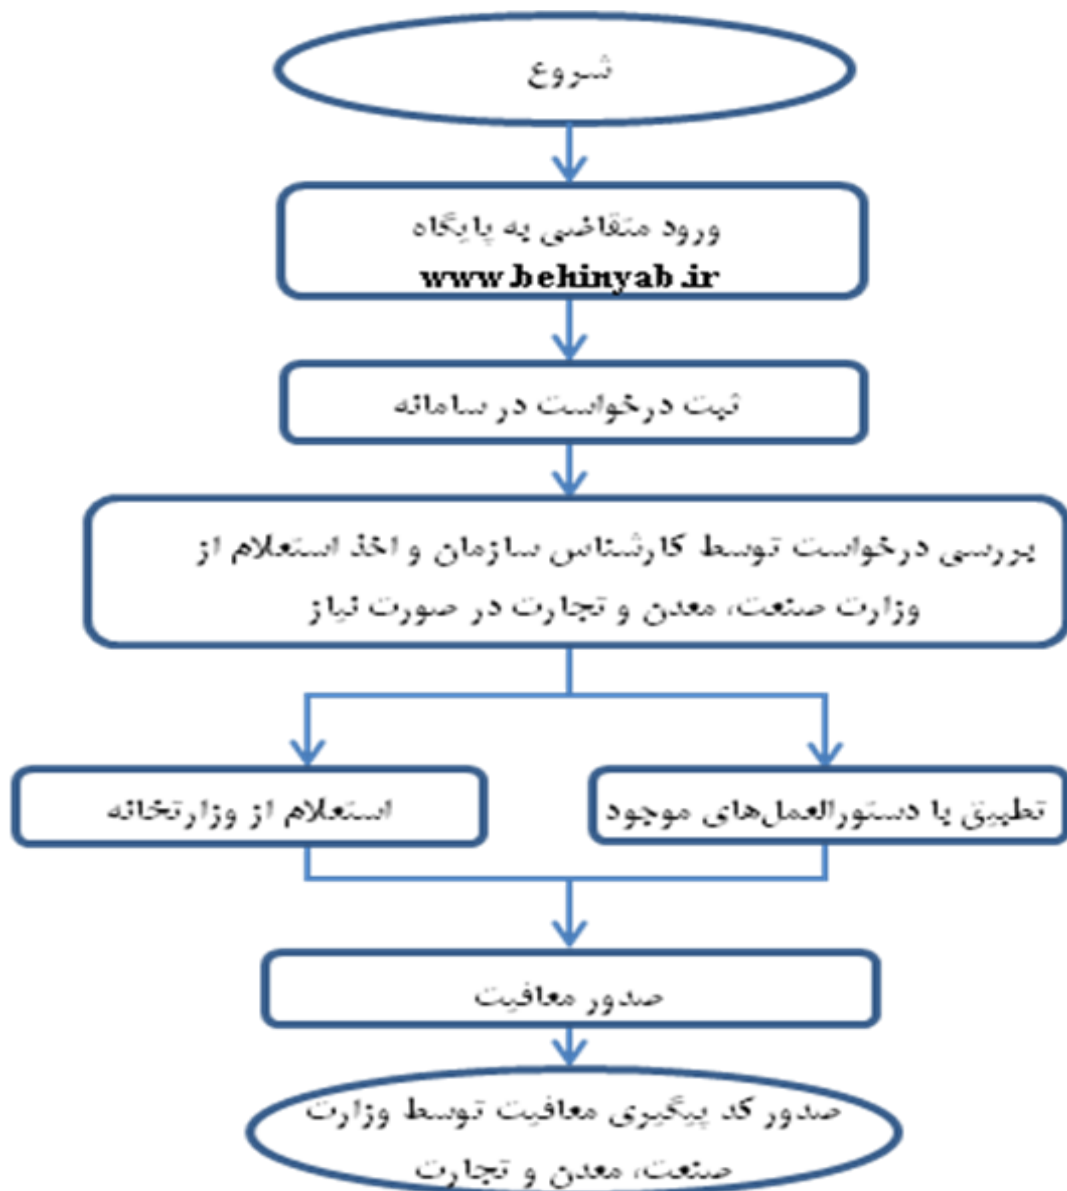 شروع
ورود متقاضی به پایگاه
www.behinyab.ir
ثبت درخواست در سامانه
بررسی درخواست توسط کارشناس سازمان و اخذ استعلام از
وزارت صنعت، معدن و تجارت در صورت نیاز
تطبیق با دستورالعمل‌های موجود
استعلام از وزارتخانه
صدور معافیت
صدور کد پیگیری معافیت توسط وزارت
صنعت، معدن و تجارت